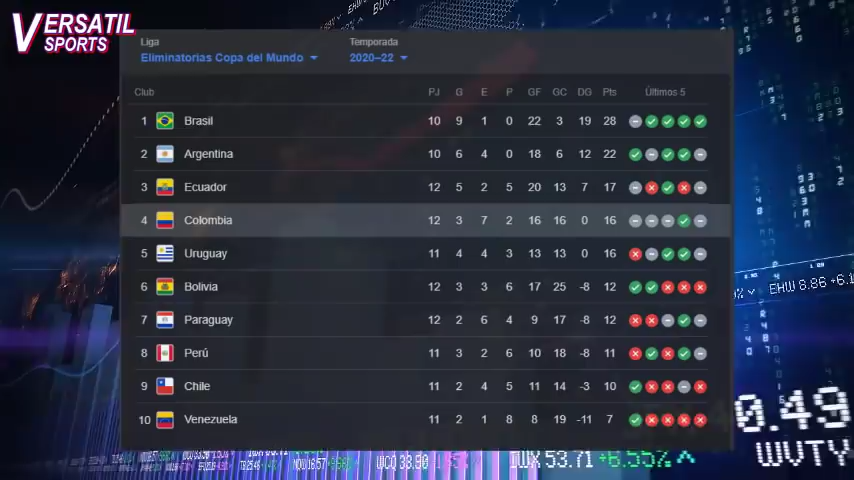 VERSATIL
SPORTS
Liga Temporada
Eliminatorias Copa del Mundo 2020–22
Club PJ G E P GF GC DG Pts Últimos 5
1 Brasil 10 9 1 0 22 3 19 28
2 Argentina 10 6 4 0 18 6 12 22
3 Ecuador 12 5 2 5 20 13 7 17
4 Colombia 12 3 7 2 16 16 0 16
5 Uruguay 11 4 4 3 13 13 0 16
6 Bolivia 12 3 3 6 17 25 -8 12
7 Paraguay 12 2 6 4 9 17 -8 12
8 Perú 11 3 2 6 10 18 -8 11
9 Chile 11 2 4 5 11 14 -3 10
10 Venezuela 11 2 1 8 8 19 -11 7
EHW 8.86 +6.1
0.49
WVTY
WCQ 33.90
IWX 53.71 +6.55%